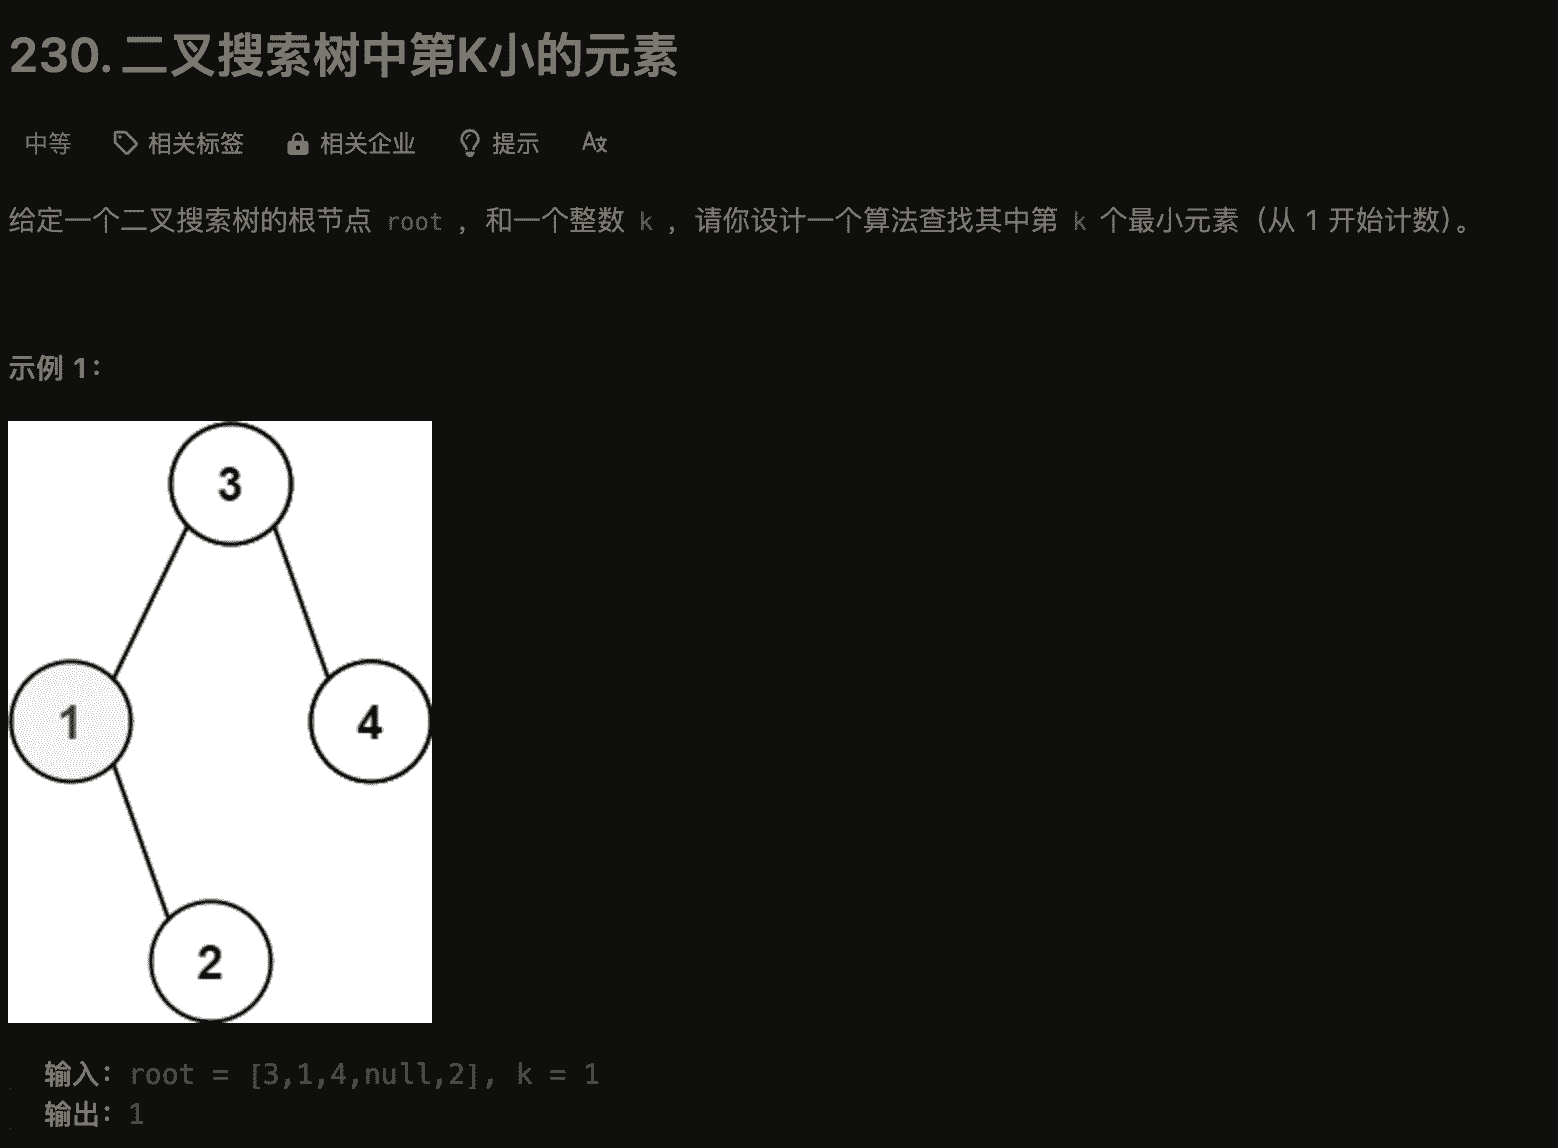 230. 二叉搜索树中第K小的元素
中等 相关标签 相关企业 提示 Ax
给定一个二叉搜索树的根节点 root ，和一个整数 k ，请你设计一个算法查找其中第 k 个最小元素（从 1 开始计数）。
示例 1：
3
1 4
2
输入：root = [3,1,4,null,2], k = 1
输出：1